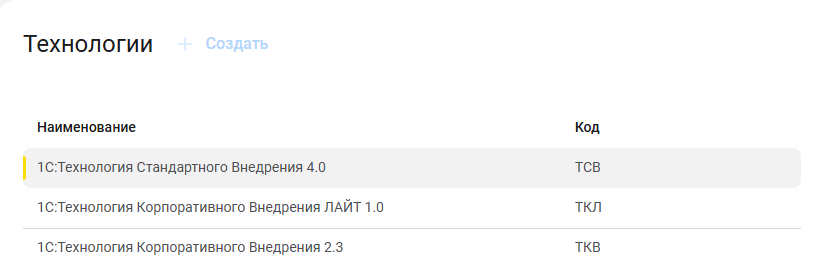 Технологии + Создать
Наименование Код
1С:Технология Стандартного Внедрения 4.0 ТСВ
1С:Технология Корпоративного Внедрения ЛАЙТ 1.0 ТКЛ
1С:Технология Корпоративного Внедрения 2.3 ТКВ